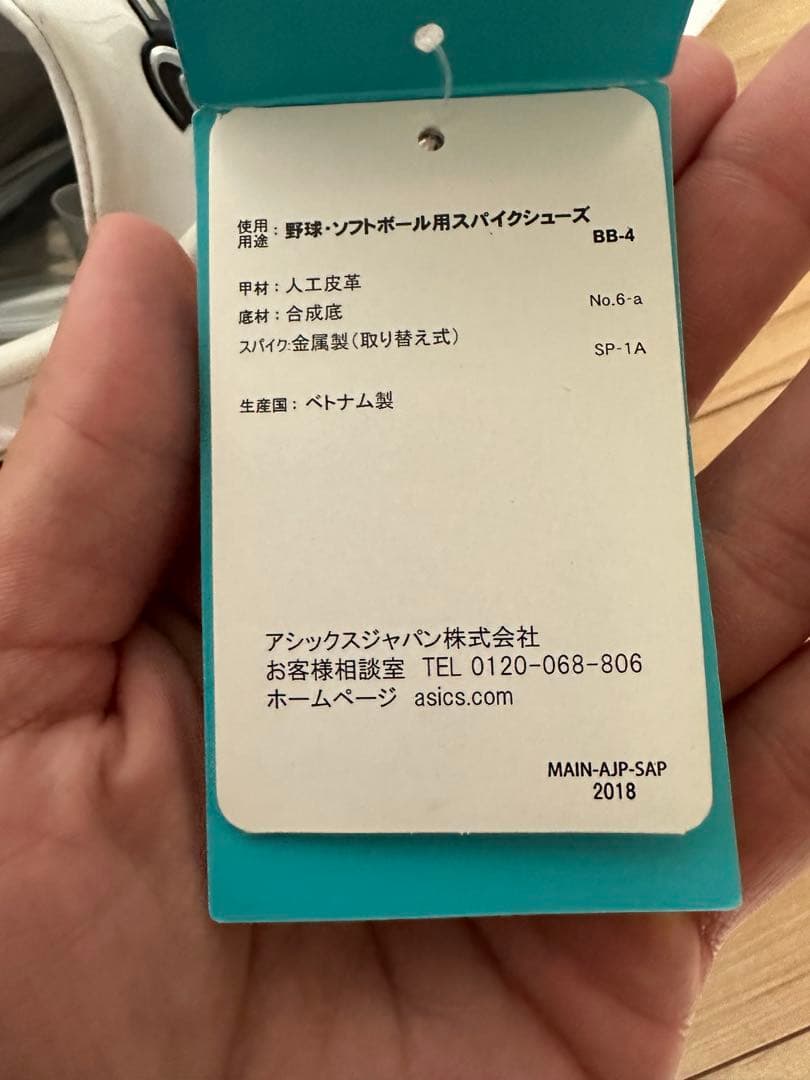 使用用途：野球・ソフトボール用スパイクシューズ BB-4
甲材：人工皮革
底材：合成底 No.6-a
スパイク:金属製(取り替え式) SP-1A
生産国：ベトナム製
アシックスジャパン株式会社
お客様相談室 TEL 0120-068-806
ホームページ asics.com
MAIN-AJP-SAP
2018